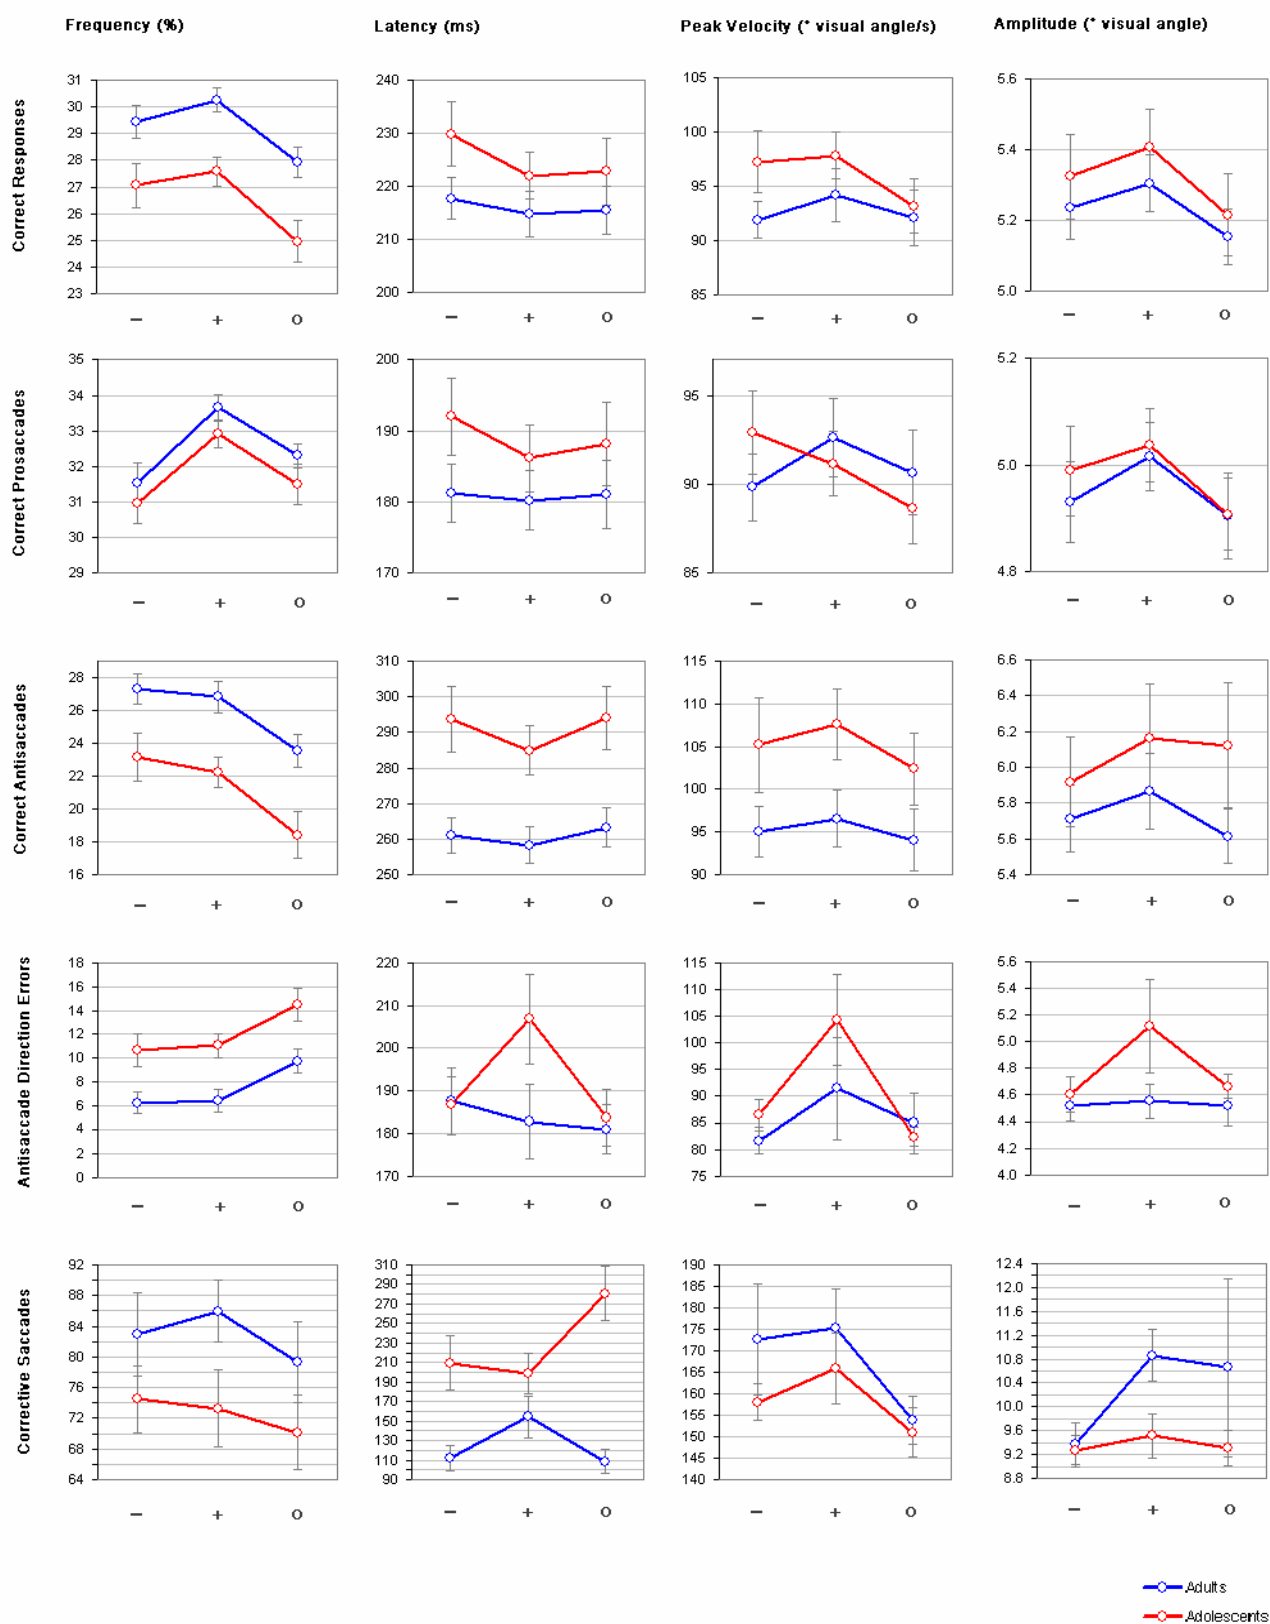 Frequency (%) Latency (ms) Peak Velocity (° visual angle/s) Amplitude (° visual angle)
Correct Responses
31 30 29 28 27 26 25 24 23
− + o
240 230 220 210 200
− + o
105 100 95 90 85
− + o
5.6 5.4 5.2 5.0
− + o
Correct Prosaccades
35 34 33 32 31 30 29
− + o
200 190 180 170
− + o
95 90 85
− + o
5.2 5.0 4.8
− + o
Correct Antisaccades
28 26 24 22 20 18 16
− + o
310 300 290 280 270 260 250
− + o
115 110 105 100 95 90
− + o
6.6 6.4 6.2 6.0 5.8 5.6 5.4
− + o
Antisaccade Direction Errors
18 16 14 12 10 8 6 4 2 0
− + o
220 210 200 190 180 170
− + o
115 110 105 100 95 90 85 80 75
− + o
5.6 5.4 5.2 5.0 4.8 4.6 4.4 4.2 4.0
− + o
Corrective Saccades
92 88 84 80 76 72 68 64
− + o
310 290 270 250 230 210 190 170 150 130 110 90
− + o
190 185 180 175 170 165 160 155 150 145 140
− + o
12.4 12.0 11.6 11.2 10.8 10.4 10.0 9.6 9.2 8.8
− + o
Adults
Adolescents